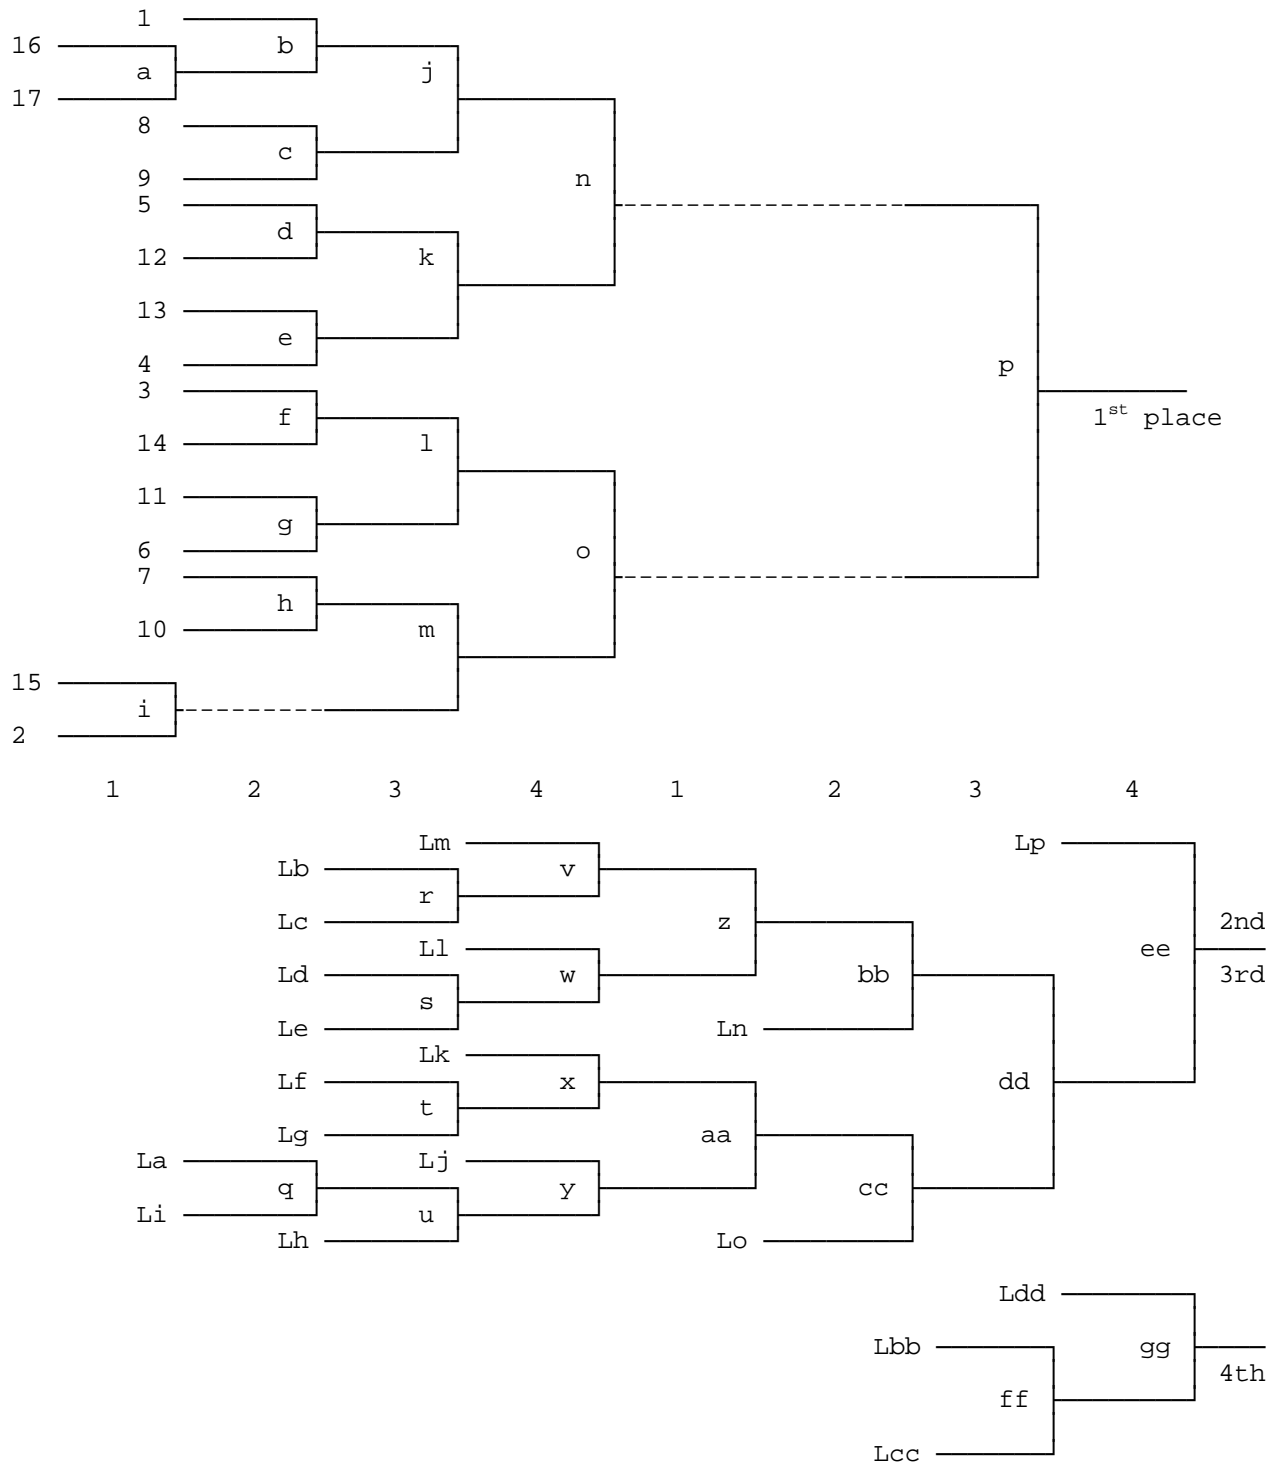 1
16 b
a j
17
8
c
9 n
5
d
12 k
13
e
4 p
3
f 1st place
14 l
11
g
6 o
7
h
10 m
15
i
2
1 2 3 4 1 2 3 4
Lm Lp
Lb v
r
Lc z 2nd
Ll ee
Ld w bb 3rd
s
Le Ln
Lk
Lf x dd
t
Lg aa
La Lj
q y cc
Li u
Lh Lo
Ldd
Lbb gg
4th
ff
Lcc